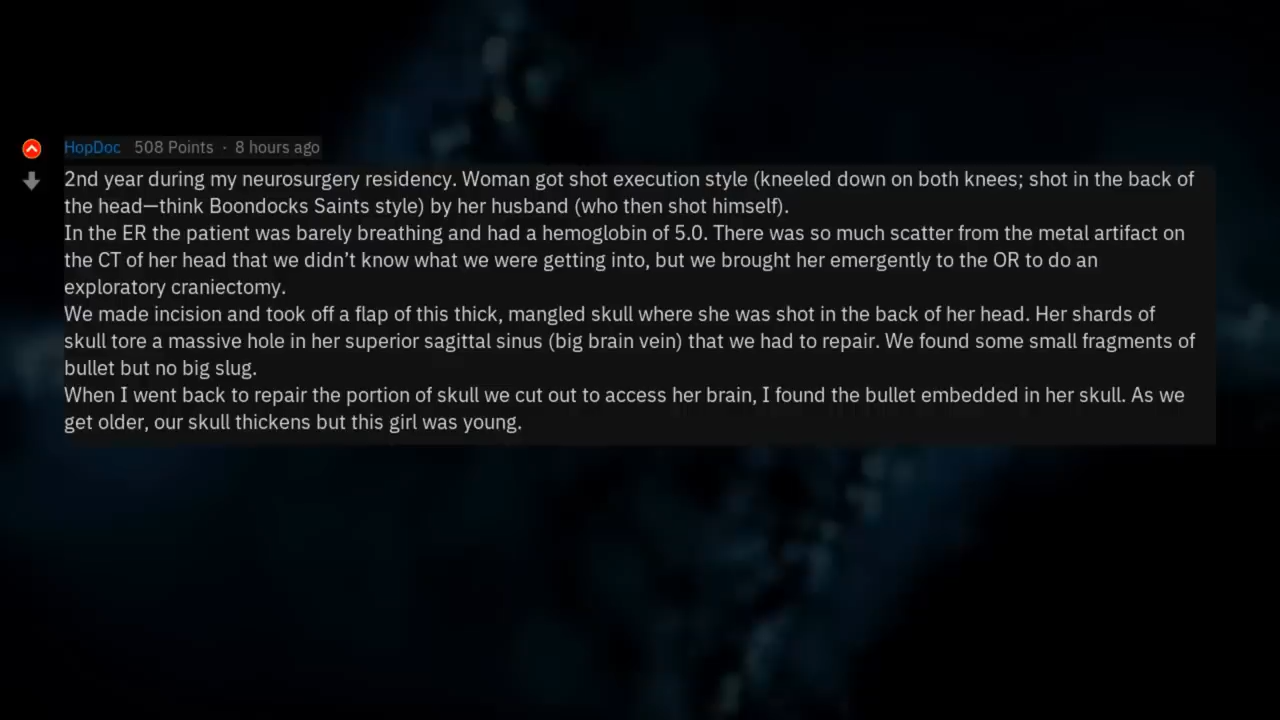 HopDoc 508 Points · 8 hours ago
2nd year during my neurosurgery residency. Woman got shot execution style (kneeled down on both knees; shot in the back of
the head—think Boondocks Saints style) by her husband (who then shot himself).
In the ER the patient was barely breathing and had a hemoglobin of 5.0. There was so much scatter from the metal artifact on
the CT of her head that we didn’t know what we were getting into, but we brought her emergently to the OR to do an
exploratory craniectomy.
We made incision and took off a flap of this thick, mangled skull where she was shot in the back of her head. Her shards of
skull tore a massive hole in her superior sagittal sinus (big brain vein) that we had to repair. We found some small fragments of
bullet but no big slug.
When I went back to repair the portion of skull we cut out to access her brain, I found the bullet embedded in her skull. As we
get older, our skull thickens but this girl was young.